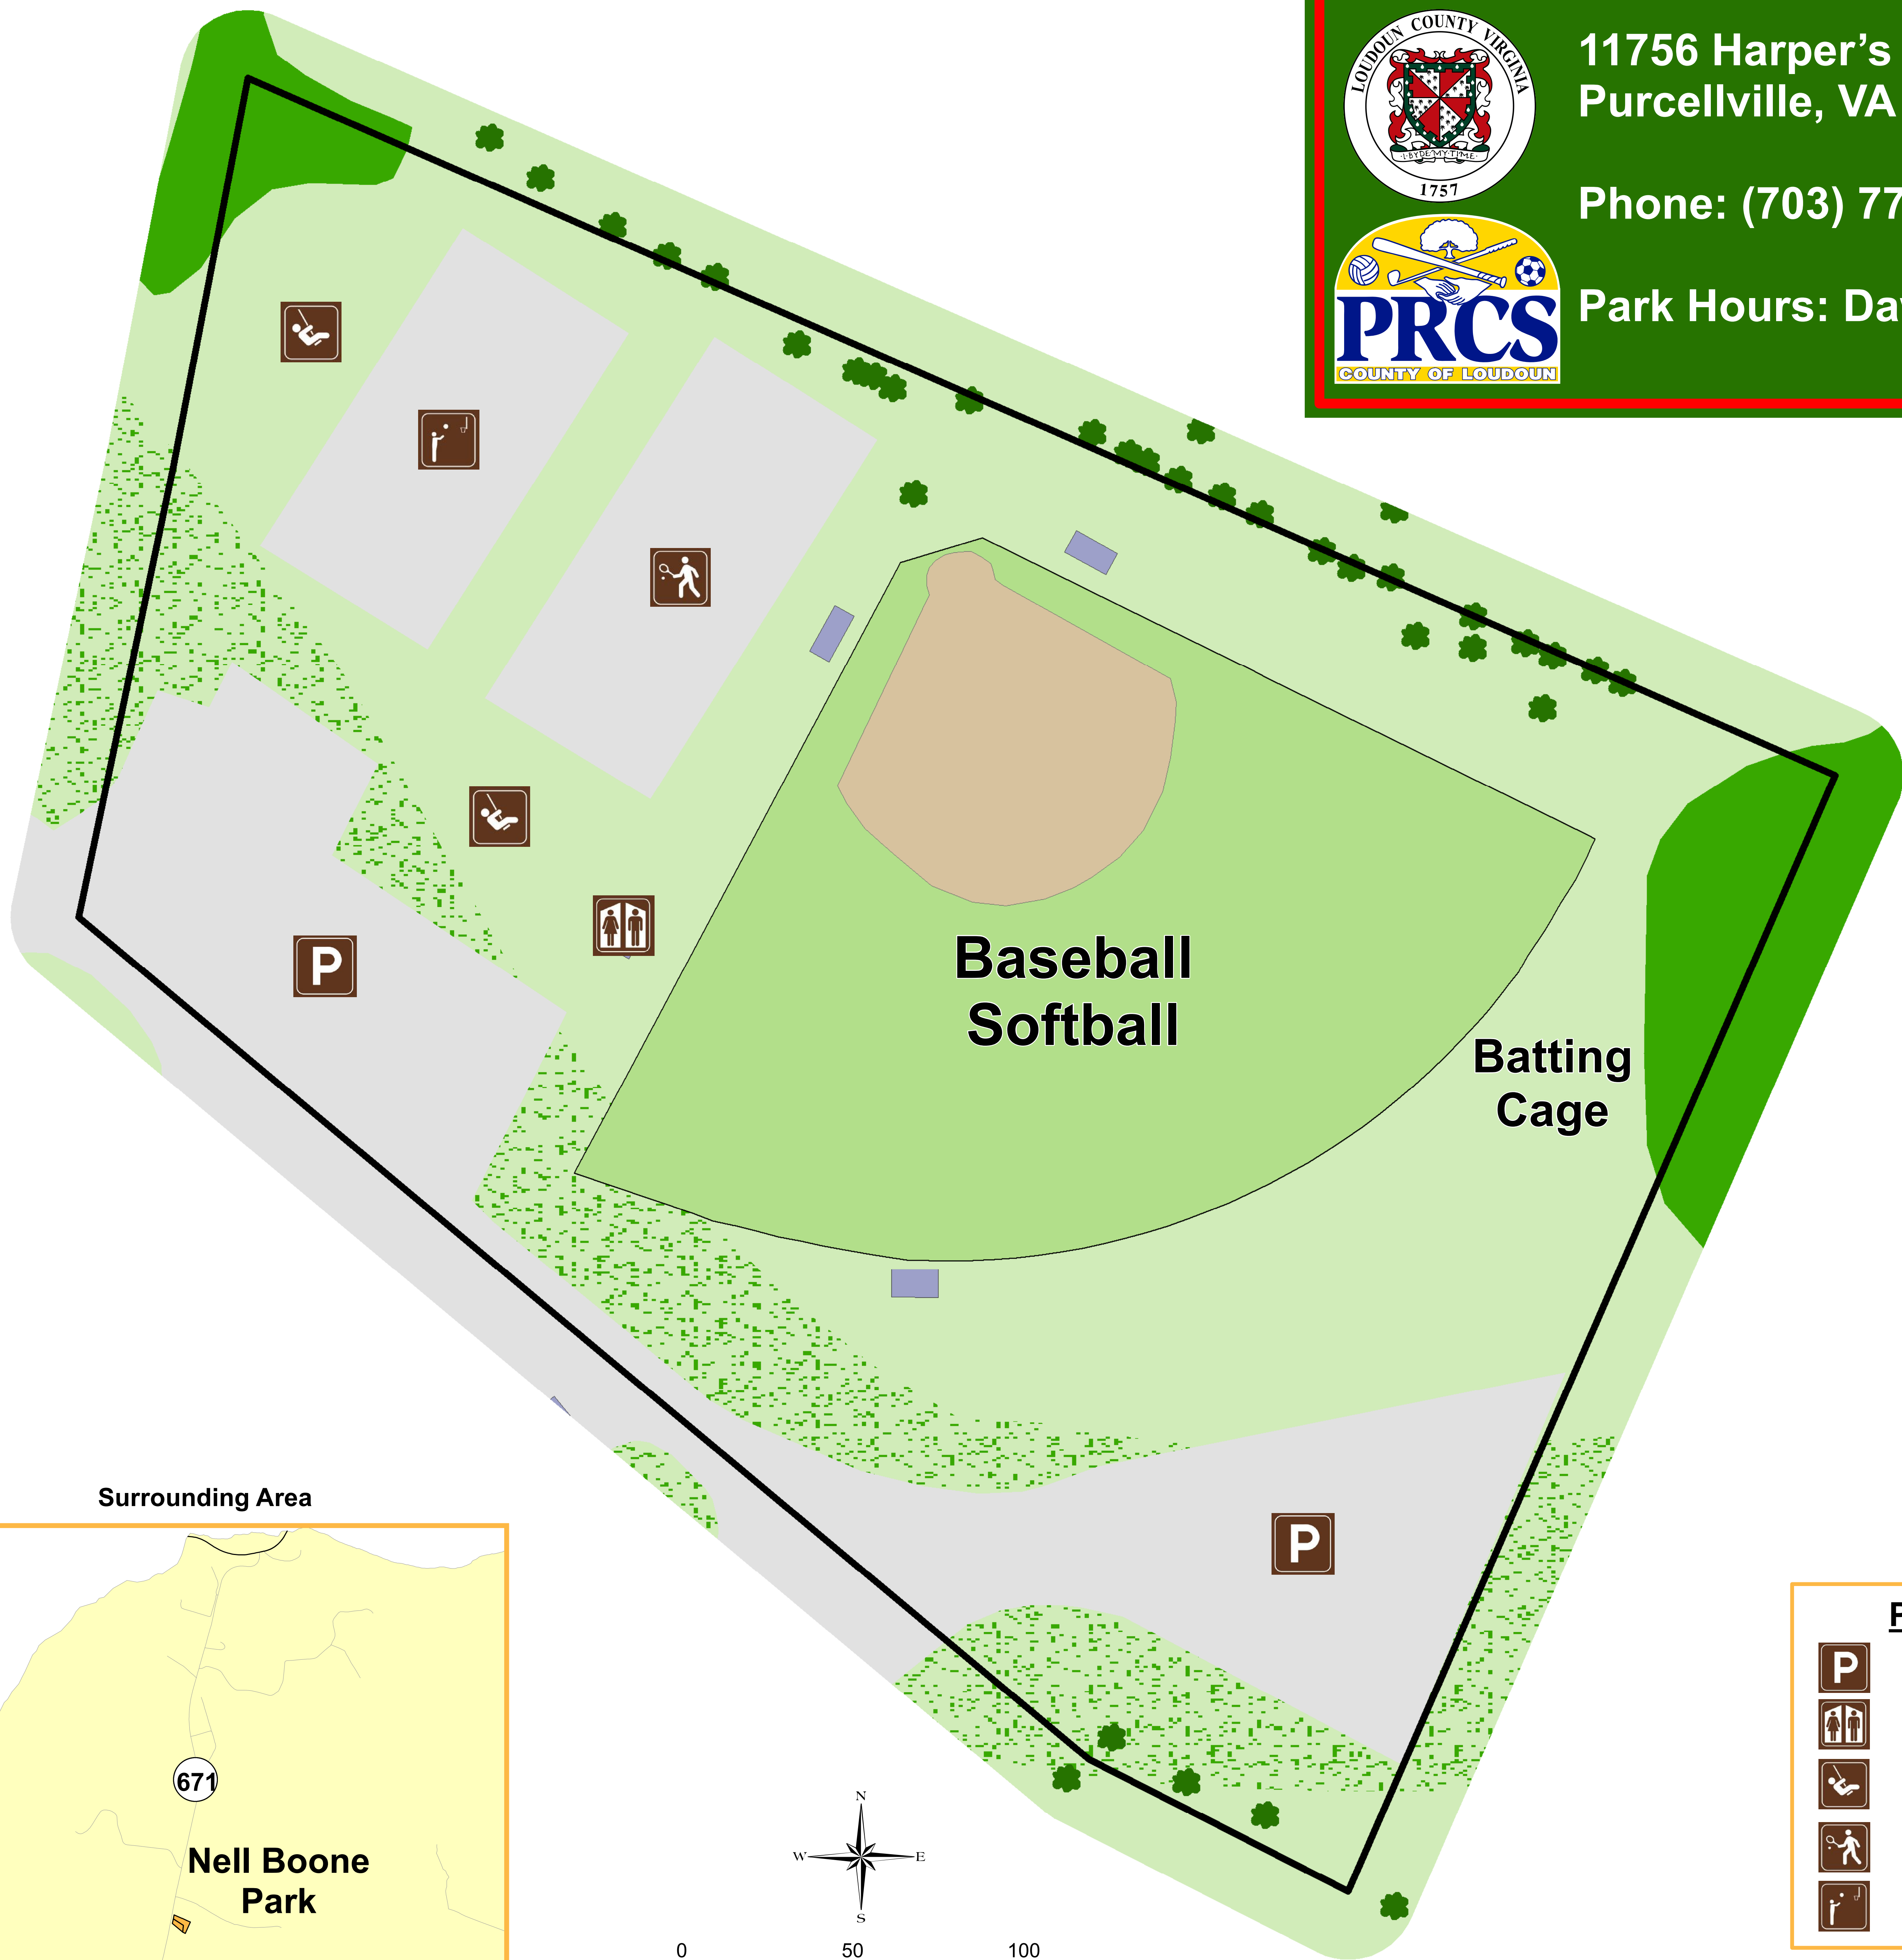 LOUDOUN COUNTY VIRGINIA
I·BYDE·MY·TIME
1757
PRCS
COUNTY OF LOUDOUN
11756 Harper's
Purcellville, VA
Phone: (703) 77
Park Hours: Da
Baseball
Softball
Batting
Cage
P
P
Surrounding Area
671
Nell Boone
Park
N
W
E
S
0 50 100
P